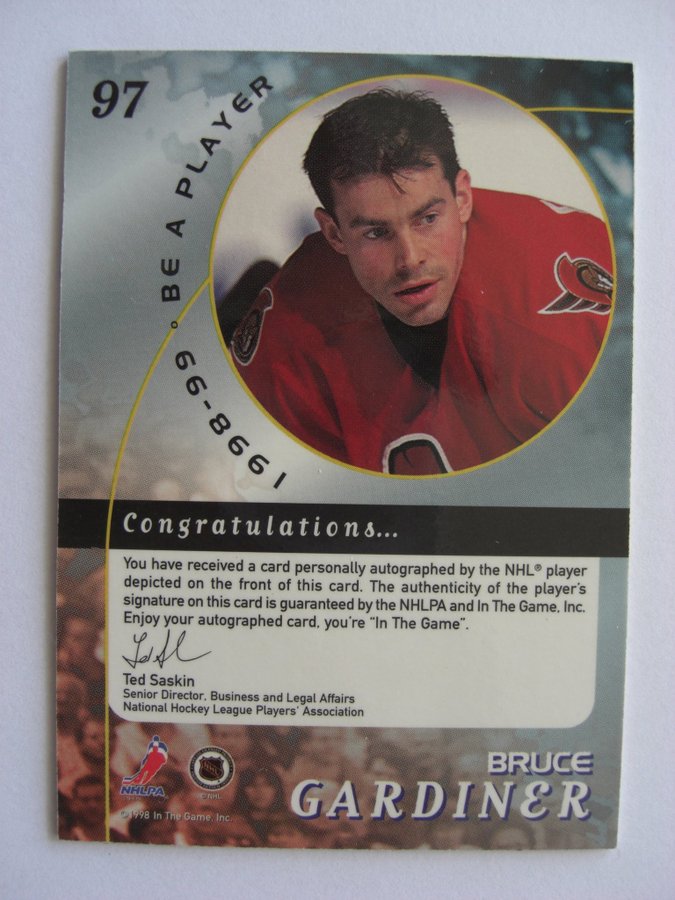 97
1998-99 ° BE A PLAYER
Congratulations...
You have received a card personally autographed by the NHL® player
depicted on the front of this card. The authenticity of the player's
signature on this card is guaranteed by the NHLPA and In The Game, Inc.
Enjoy your autographed card, you're "In The Game".
Ted Saskin
Senior Director, Business and Legal Affairs
National Hockey League Players' Association
NHLPA
© NHL
BRUCE
GARDINER
©1998 In The Game, Inc.